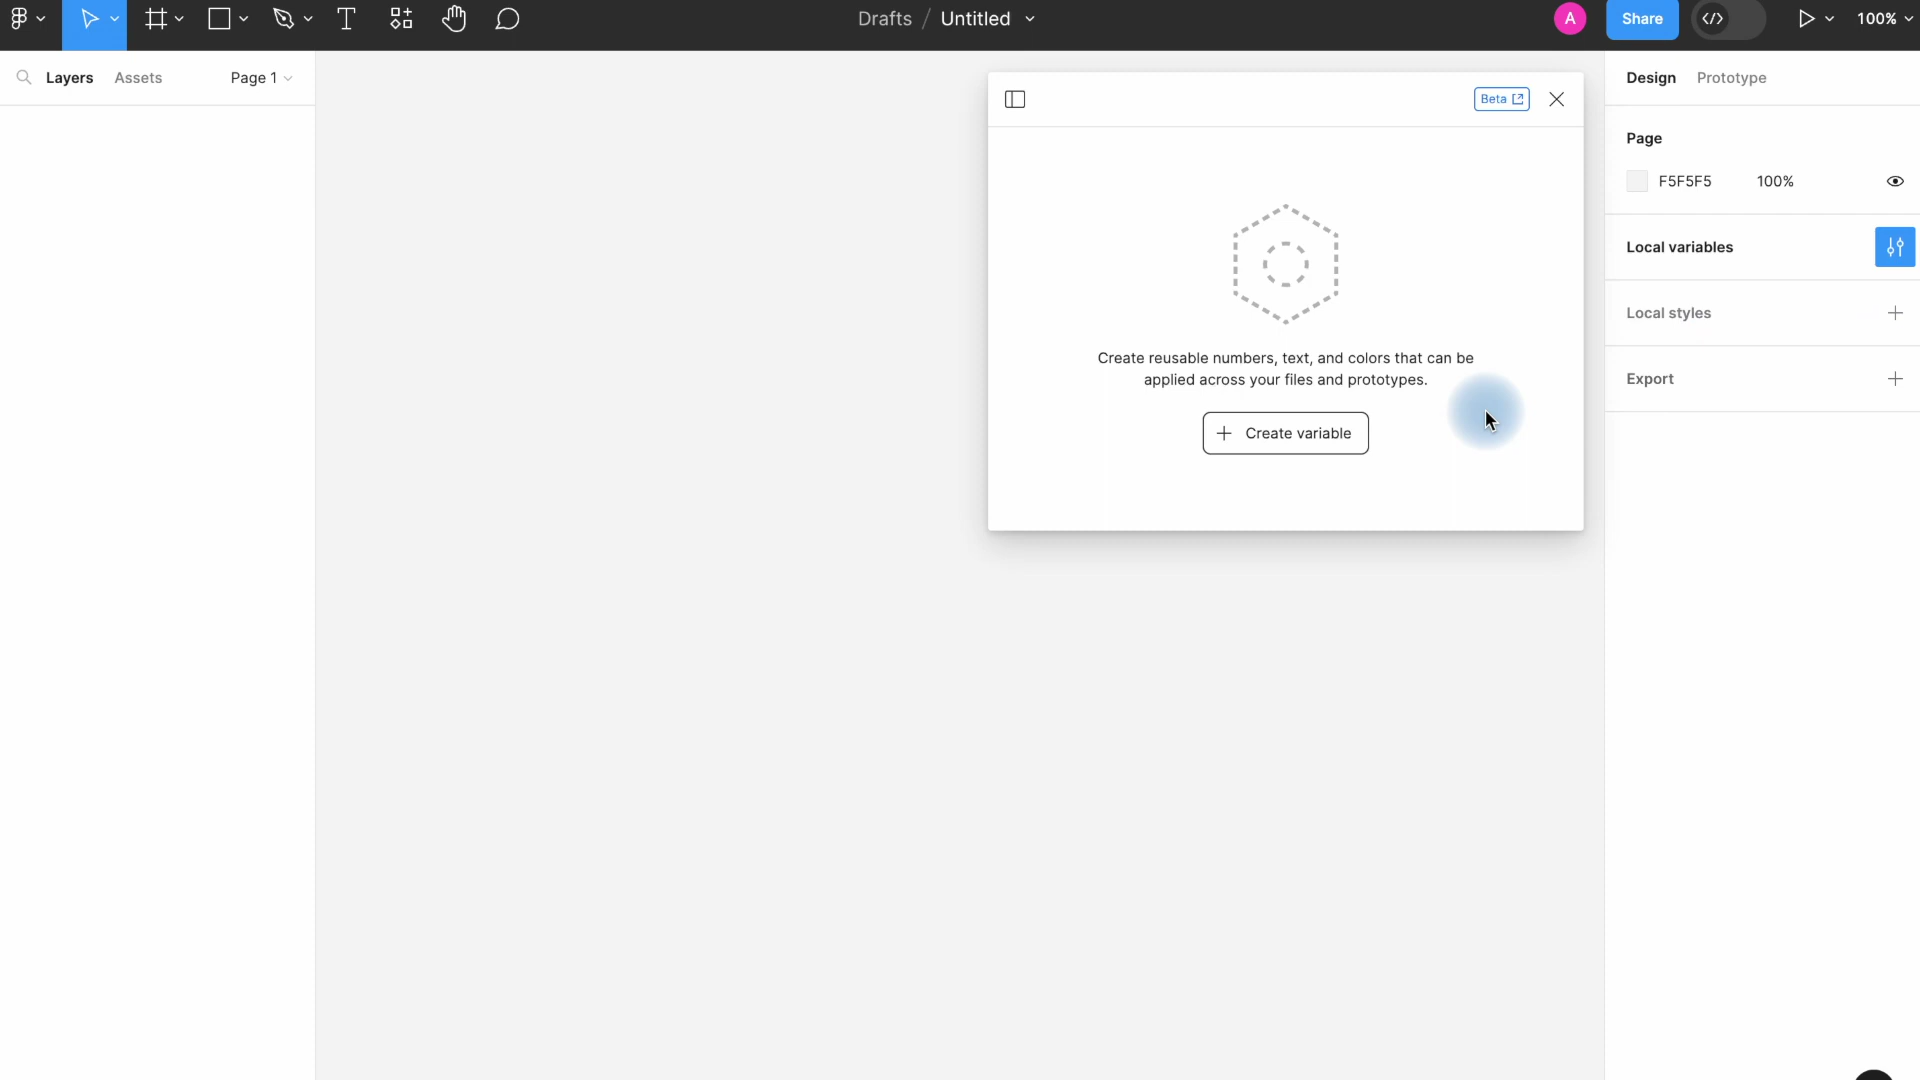 Drafts / Untitled
A
Share
100%
Layers
Assets
Page 1
Beta
Create reusable numbers, text, and colors that can be
applied across your files and prototypes.
Create variable
Design
Prototype
Page
F5F5F5
100%
Local variables
Local styles
Export